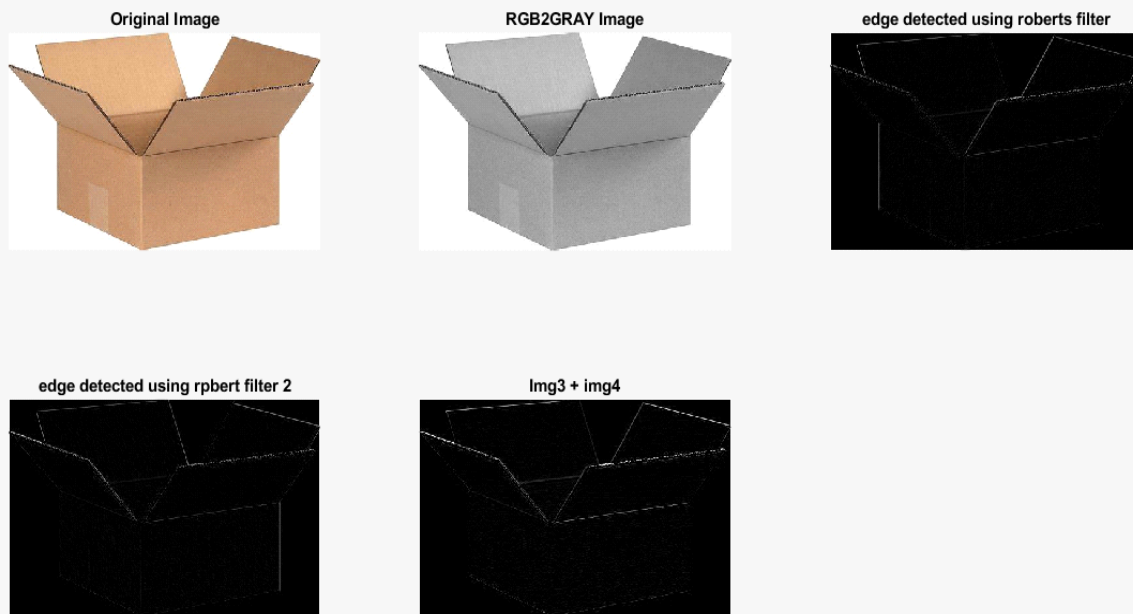 Original Image
RGB2GRAY Image
edge detected using roberts filter
edge detected using rpbert filter 2
Img3 + img4